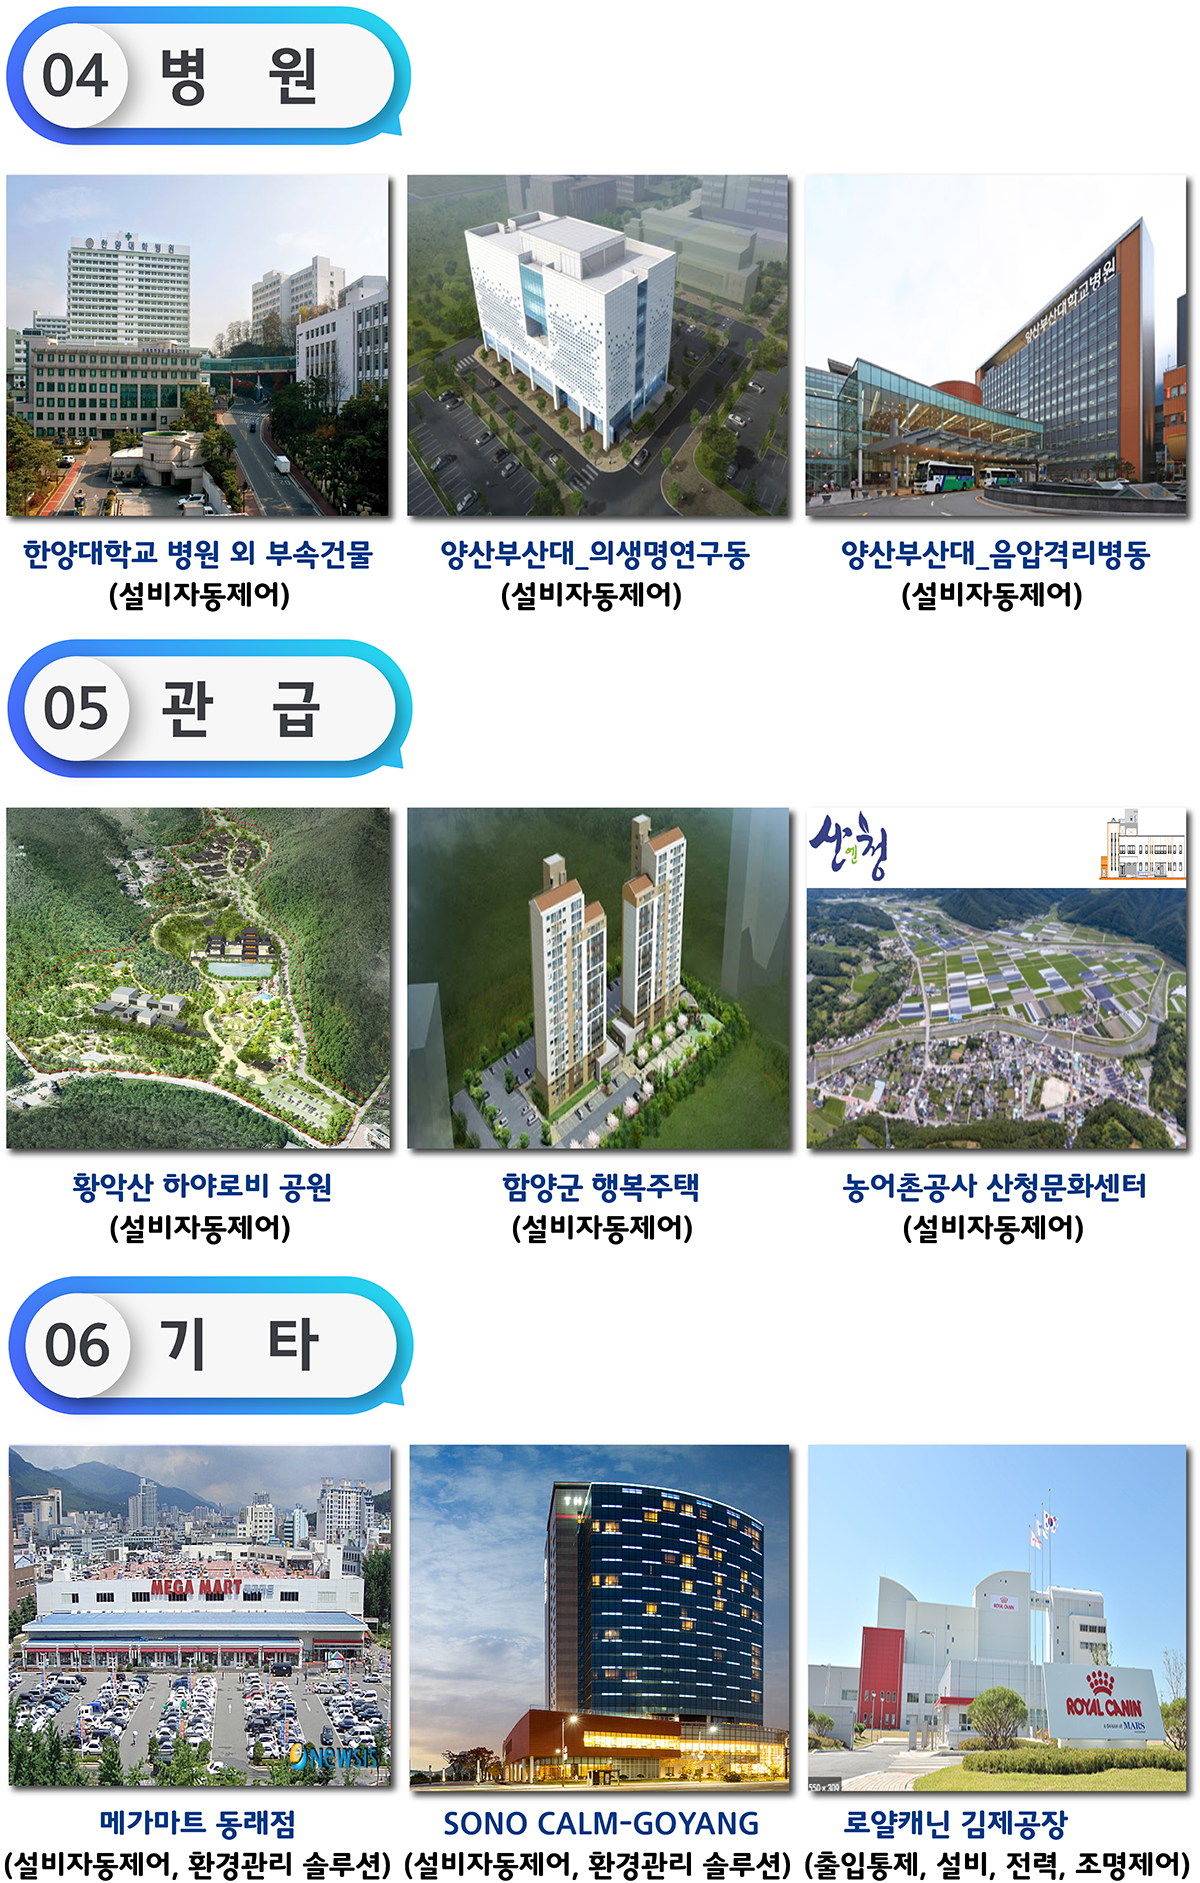 04 병 원
한양대학병원
양산부산대학교병원
한양대학교 병원 외 부속건물
(설비자동제어)
양산부산대_의생명연구동
(설비자동제어)
양산부산대_음압격리병동
(설비자동제어)
05 관 급
산엔청
황악산 하야로비 공원
(설비자동제어)
함양군 행복주택
(설비자동제어)
농어촌공사 산청문화센터
(설비자동제어)
06 기 타
MEGA MART
Newsis
TH
ROYAL CANIN
ROYAL CANIN
a division of MARS
550 × 309
메가마트 동래점
(설비자동제어, 환경관리 솔루션)
SONO CALM-GOYANG
(설비자동제어, 환경관리 솔루션)
로얄캐닌 김제공장
(출입통제, 설비, 전력, 조명제어)